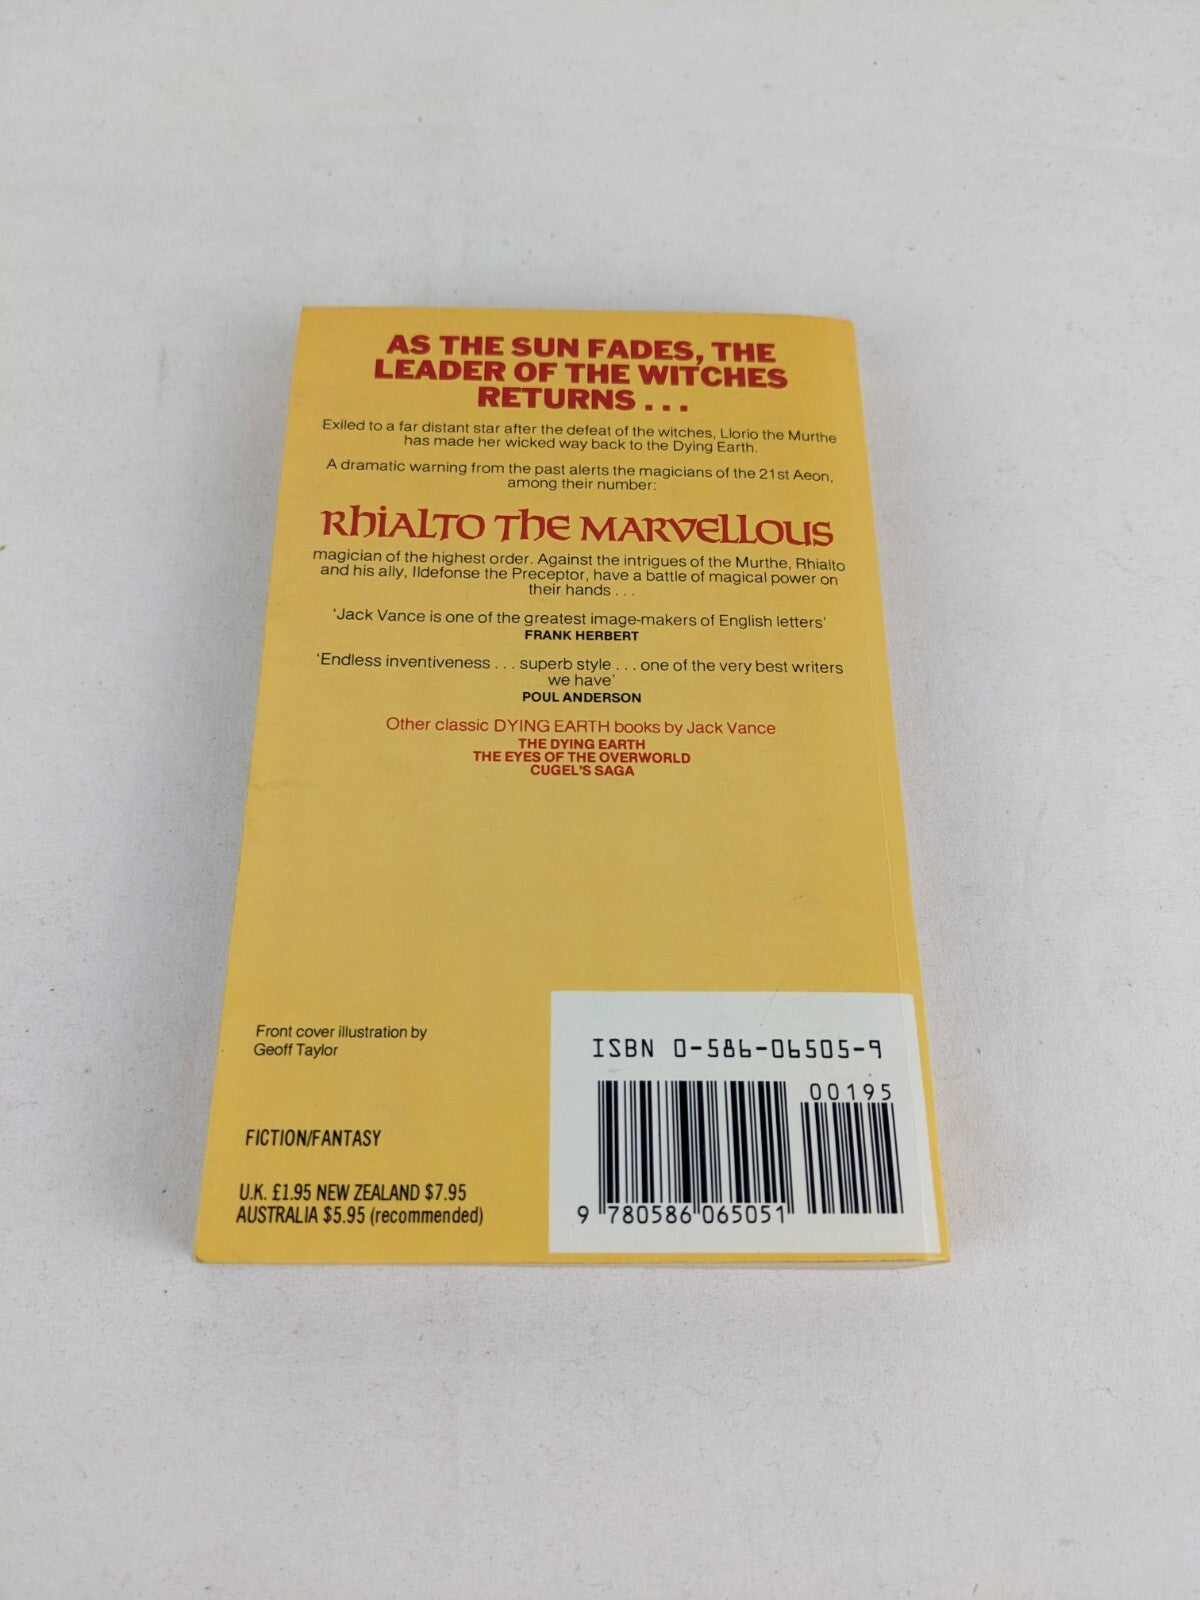 AS THE SUN FADES, THE
LEADER OF THE WITCHES
RETURNS . . .
Exiled to a far distant star after the defeat of the witches, Llorio the Murthe
has made her wicked way back to the Dying Earth.
A dramatic warning from the past alerts the magicians of the 21st Aeon,
among their number:
RHIALTO THE MARVELLOUS
magician of the highest order. Against the intrigues of the Murthe, Rhialto
and his ally, Ildefonse the Preceptor, have a battle of magical power on
their hands . . .
'Jack Vance is one of the greatest image-makers of English letters'
FRANK HERBERT
'Endless inventiveness . . . superb style . . . one of the very best writers
we have'
POUL ANDERSON
Other classic DYING EARTH books by Jack Vance
THE DYING EARTH
THE EYES OF THE OVERWORLD
CUGEL'S SAGA
Front cover illustration by
Geoff Taylor
FICTION/FANTASY
U.K. £1.95 NEW ZEALAND $7.95
AUSTRALIA $5.95 (recommended)
ISBN 0-586-06505-9
00195
9 780586 065051